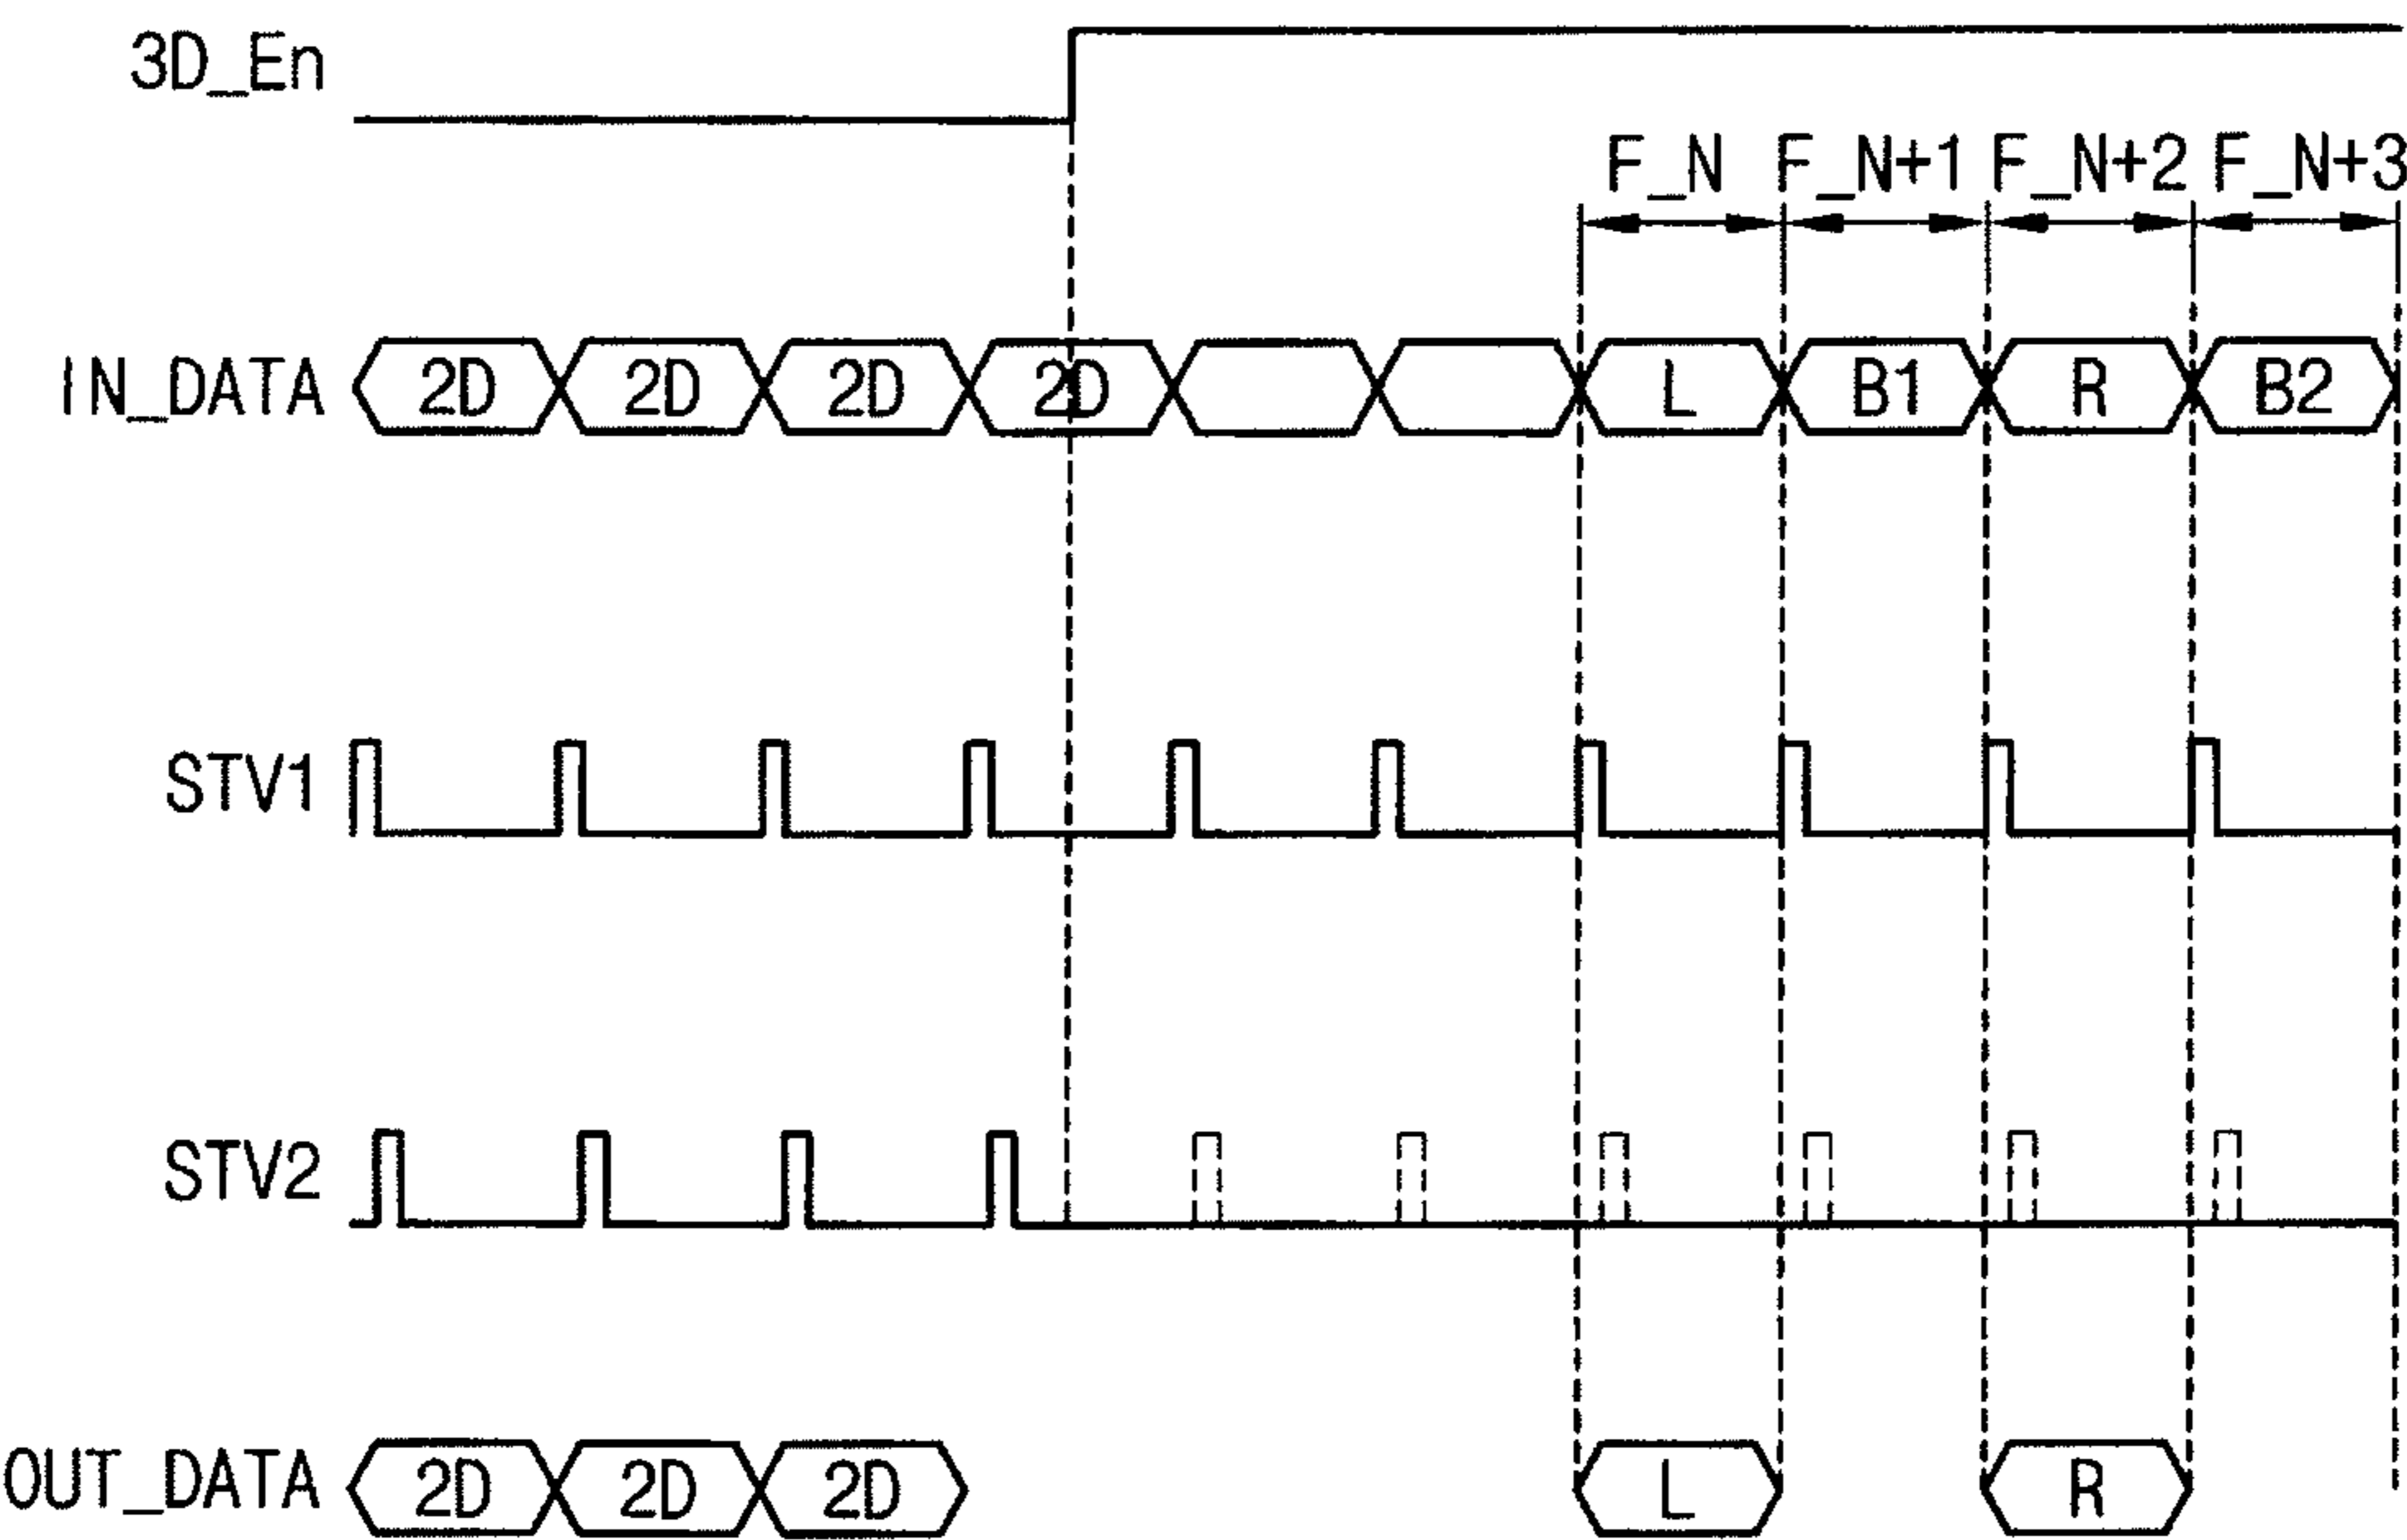 3D_En
F_N F_N+1 F_N+2 F_N+3
IN_DATA 2D 2D 2D 2D L B1 R B2
STV1
STV2
OUT_DATA 2D 2D 2D L R